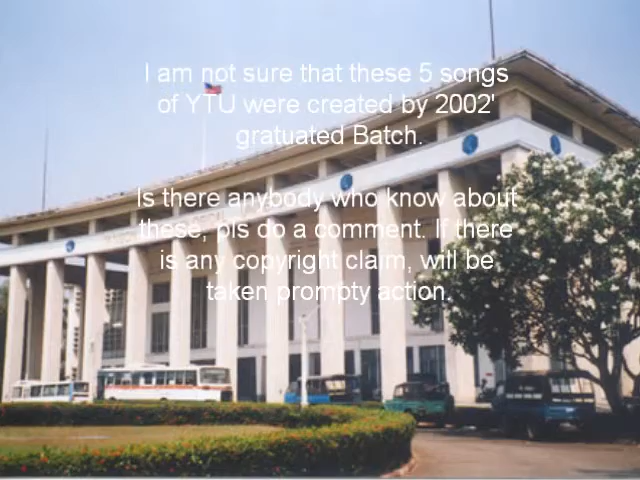 I am not sure that these 5 songs
of YTU were created by 2002'
gratuated Batch.
Is there anybody who know about
these, pls do a comment. If there
is any copyright claim, will be
taken prompty action.